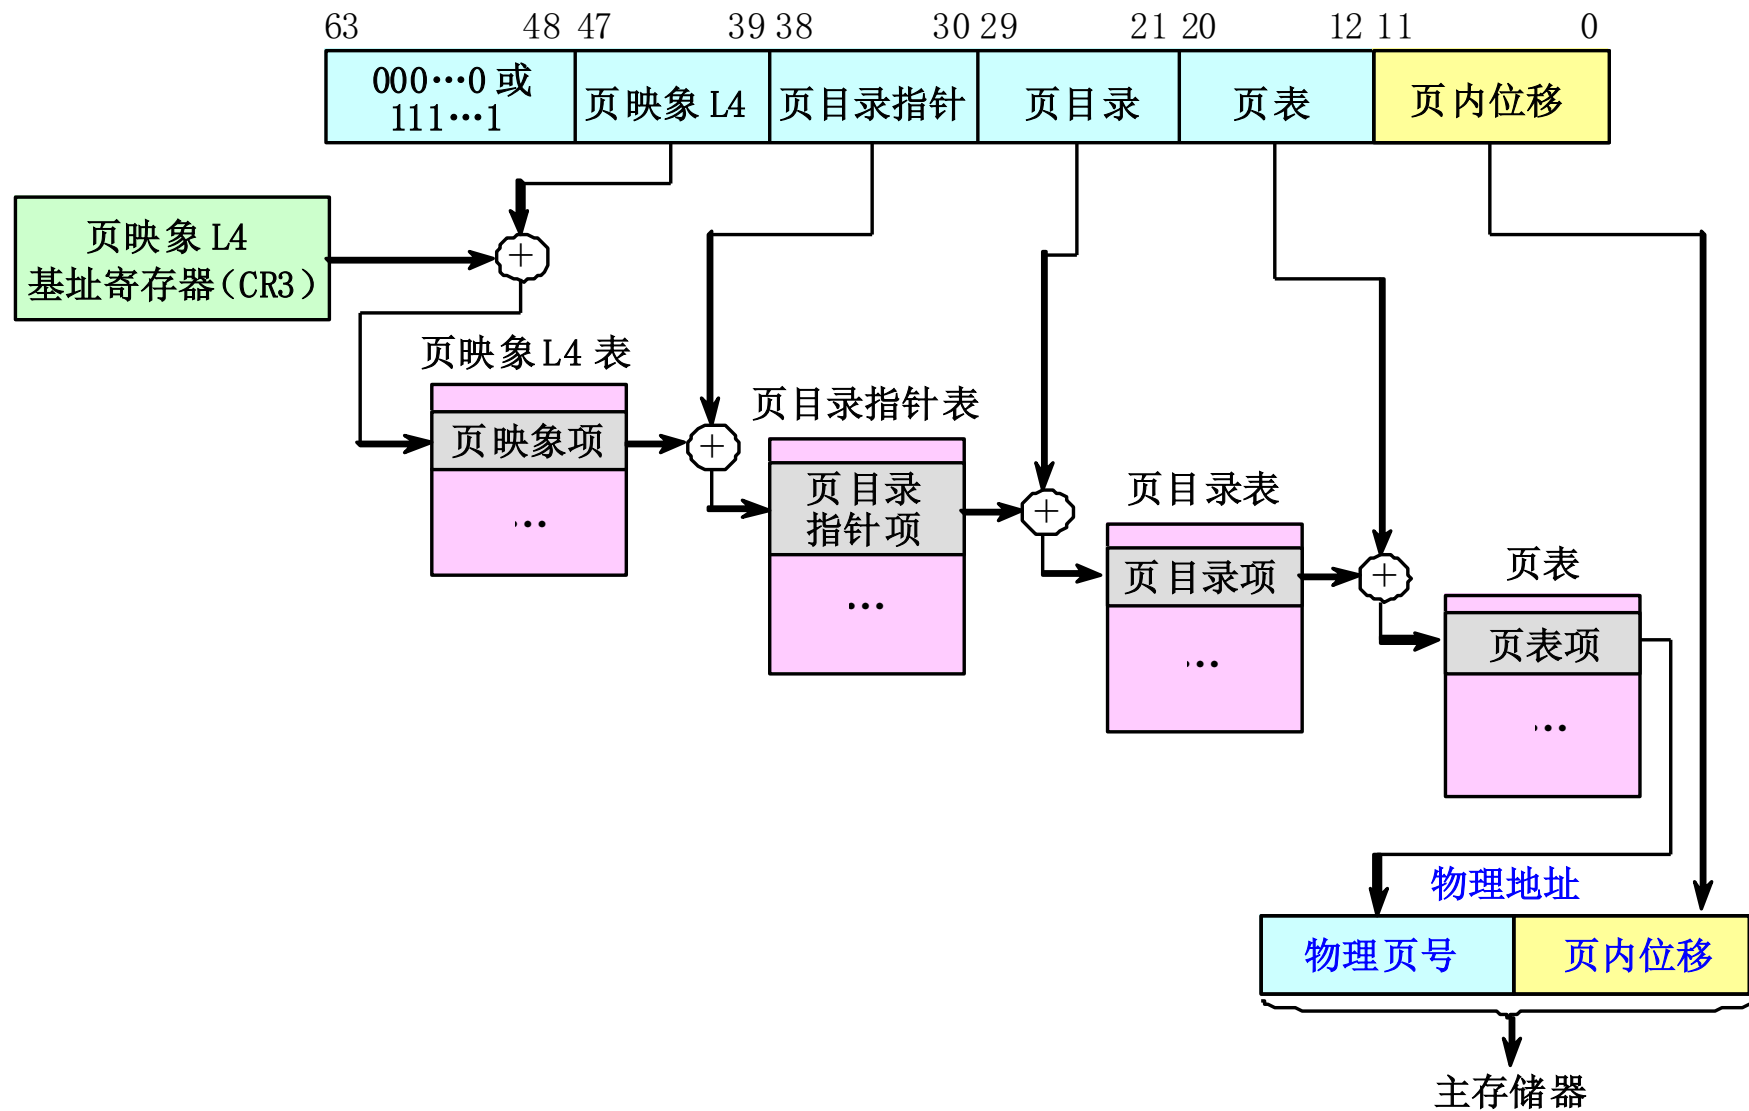 63 48 47 39 38 30 29 21 20 12 11 0
000…0 或
111…1
页映象 L4
页目录指针
页目录
页表
页内位移
页映象 L4
基址寄存器(CR3)
+
页映象L4 表
页映象项
…
+
页目录指针表
页目录
指针项
…
+
页目录表
页目录项
…
+
页表
页表项
…
物理地址
物理页号
页内位移
主存储器